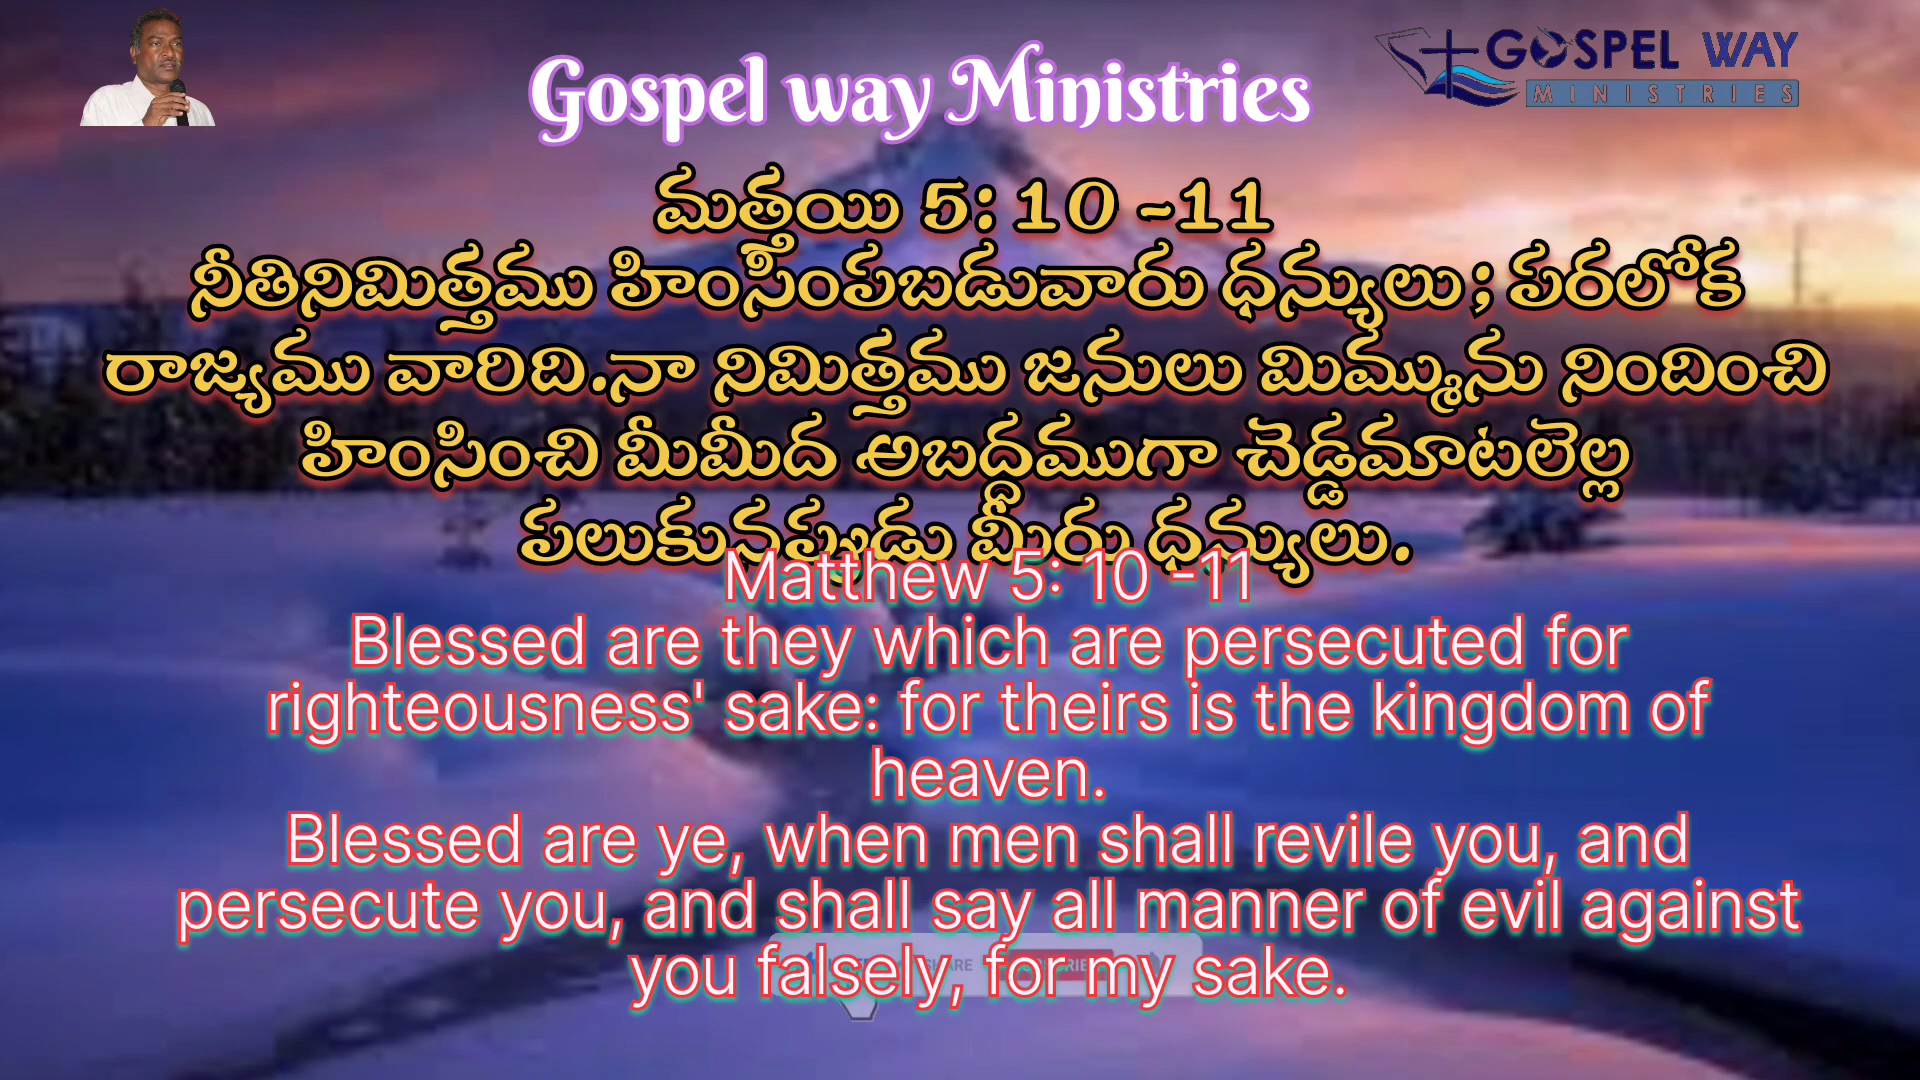 Gospel way Ministries
GOSPEL WAY
MINISTRIES
మత్తయి 5: 10 -11
నీతినిమిత్తము హింసింపబడువారు ధన్యులు; పరలోక
రాజ్యము వారిది.నా నిమిత్తము జనులు మిమ్మును నిందించి
హింసించి మీమీద అబద్ధముగా చెడ్డమాటలెల్ల
పలుకునప్పుడు మీరు ధన్యులు.
Matthew 5: 10 -11
Blessed are they which are persecuted for
righteousness' sake: for theirs is the kingdom of
heaven.
Blessed are ye, when men shall revile you, and
persecute you, and shall say all manner of evil against
you falsely, for my sake.